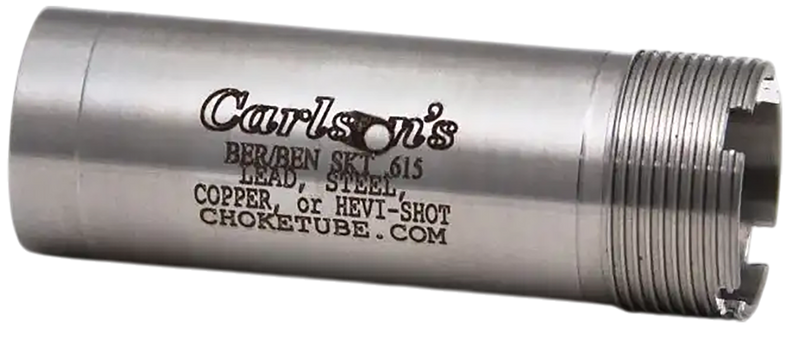 Carlson's
BER/BEN SKT .615
LEAD, STEEL,
COPPER, or HEVI-SHOT
CHOKETUBE.COM